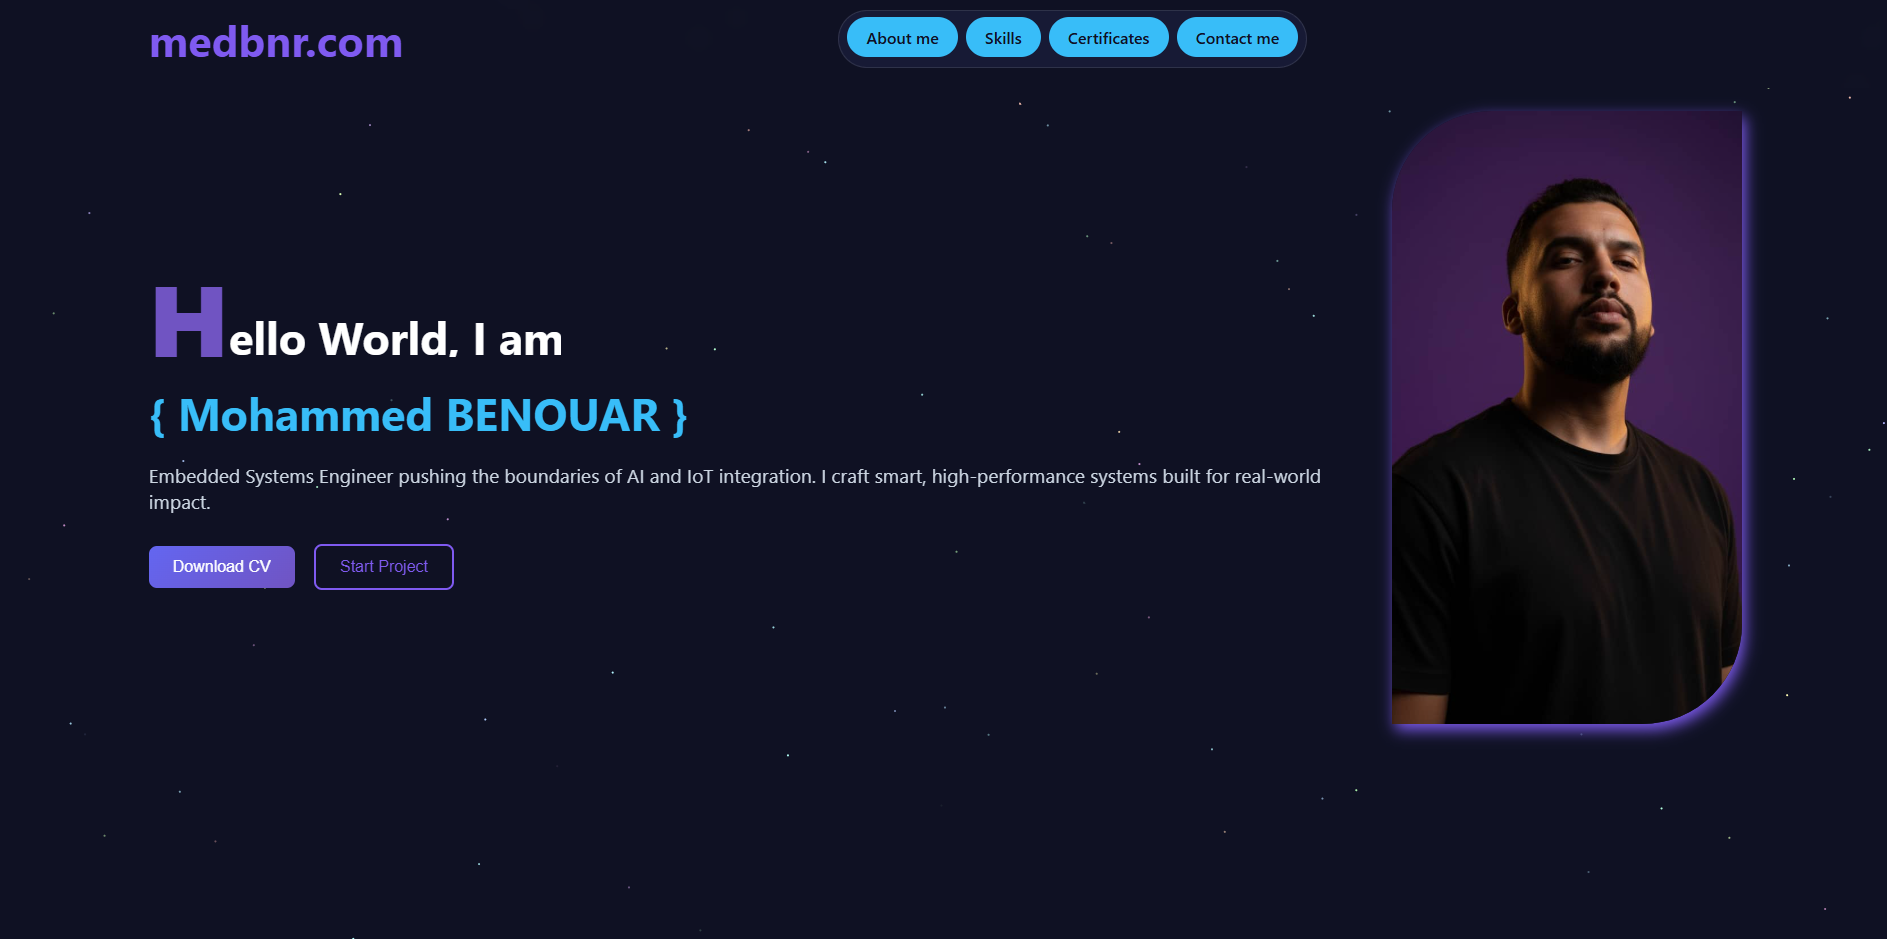 medbnr.com
About me
Skills
Certificates
Contact me
Hello World, I am
{ Mohammed BENOUAR }
Embedded Systems Engineer pushing the boundaries of AI and IoT integration. I craft smart, high-performance systems built for real-world
impact.
Download CV
Start Project